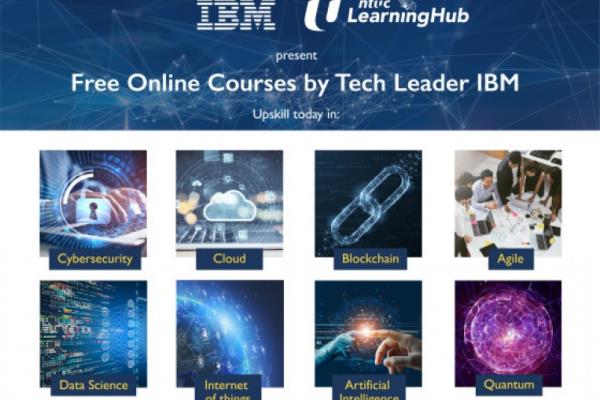 IBM
ntuc
LearningHub
present
Free Online Courses by Tech Leader IBM
Upskill today in:
Cybersecurity
Cloud
Blockchain
Agile
Data Science
Internet
of things
Artificial
Intelligence
Quantum